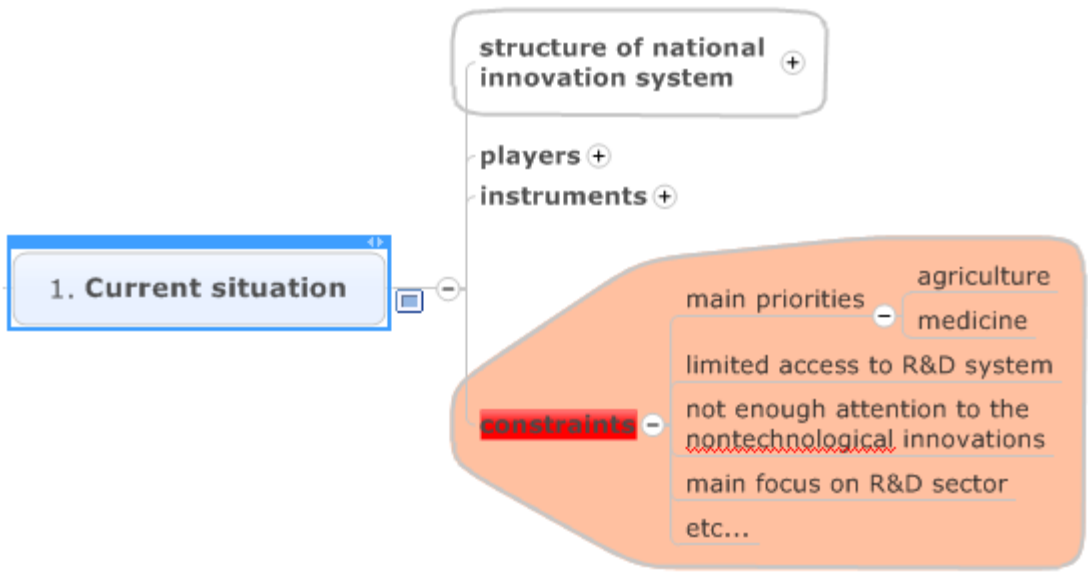 structure of national
innovation system
players
instruments
1. Current situation
constraints
main priorities
agriculture
medicine
limited access to R&D system
not enough attention to the
nontechnological innovations
main focus on R&D sector
etc...